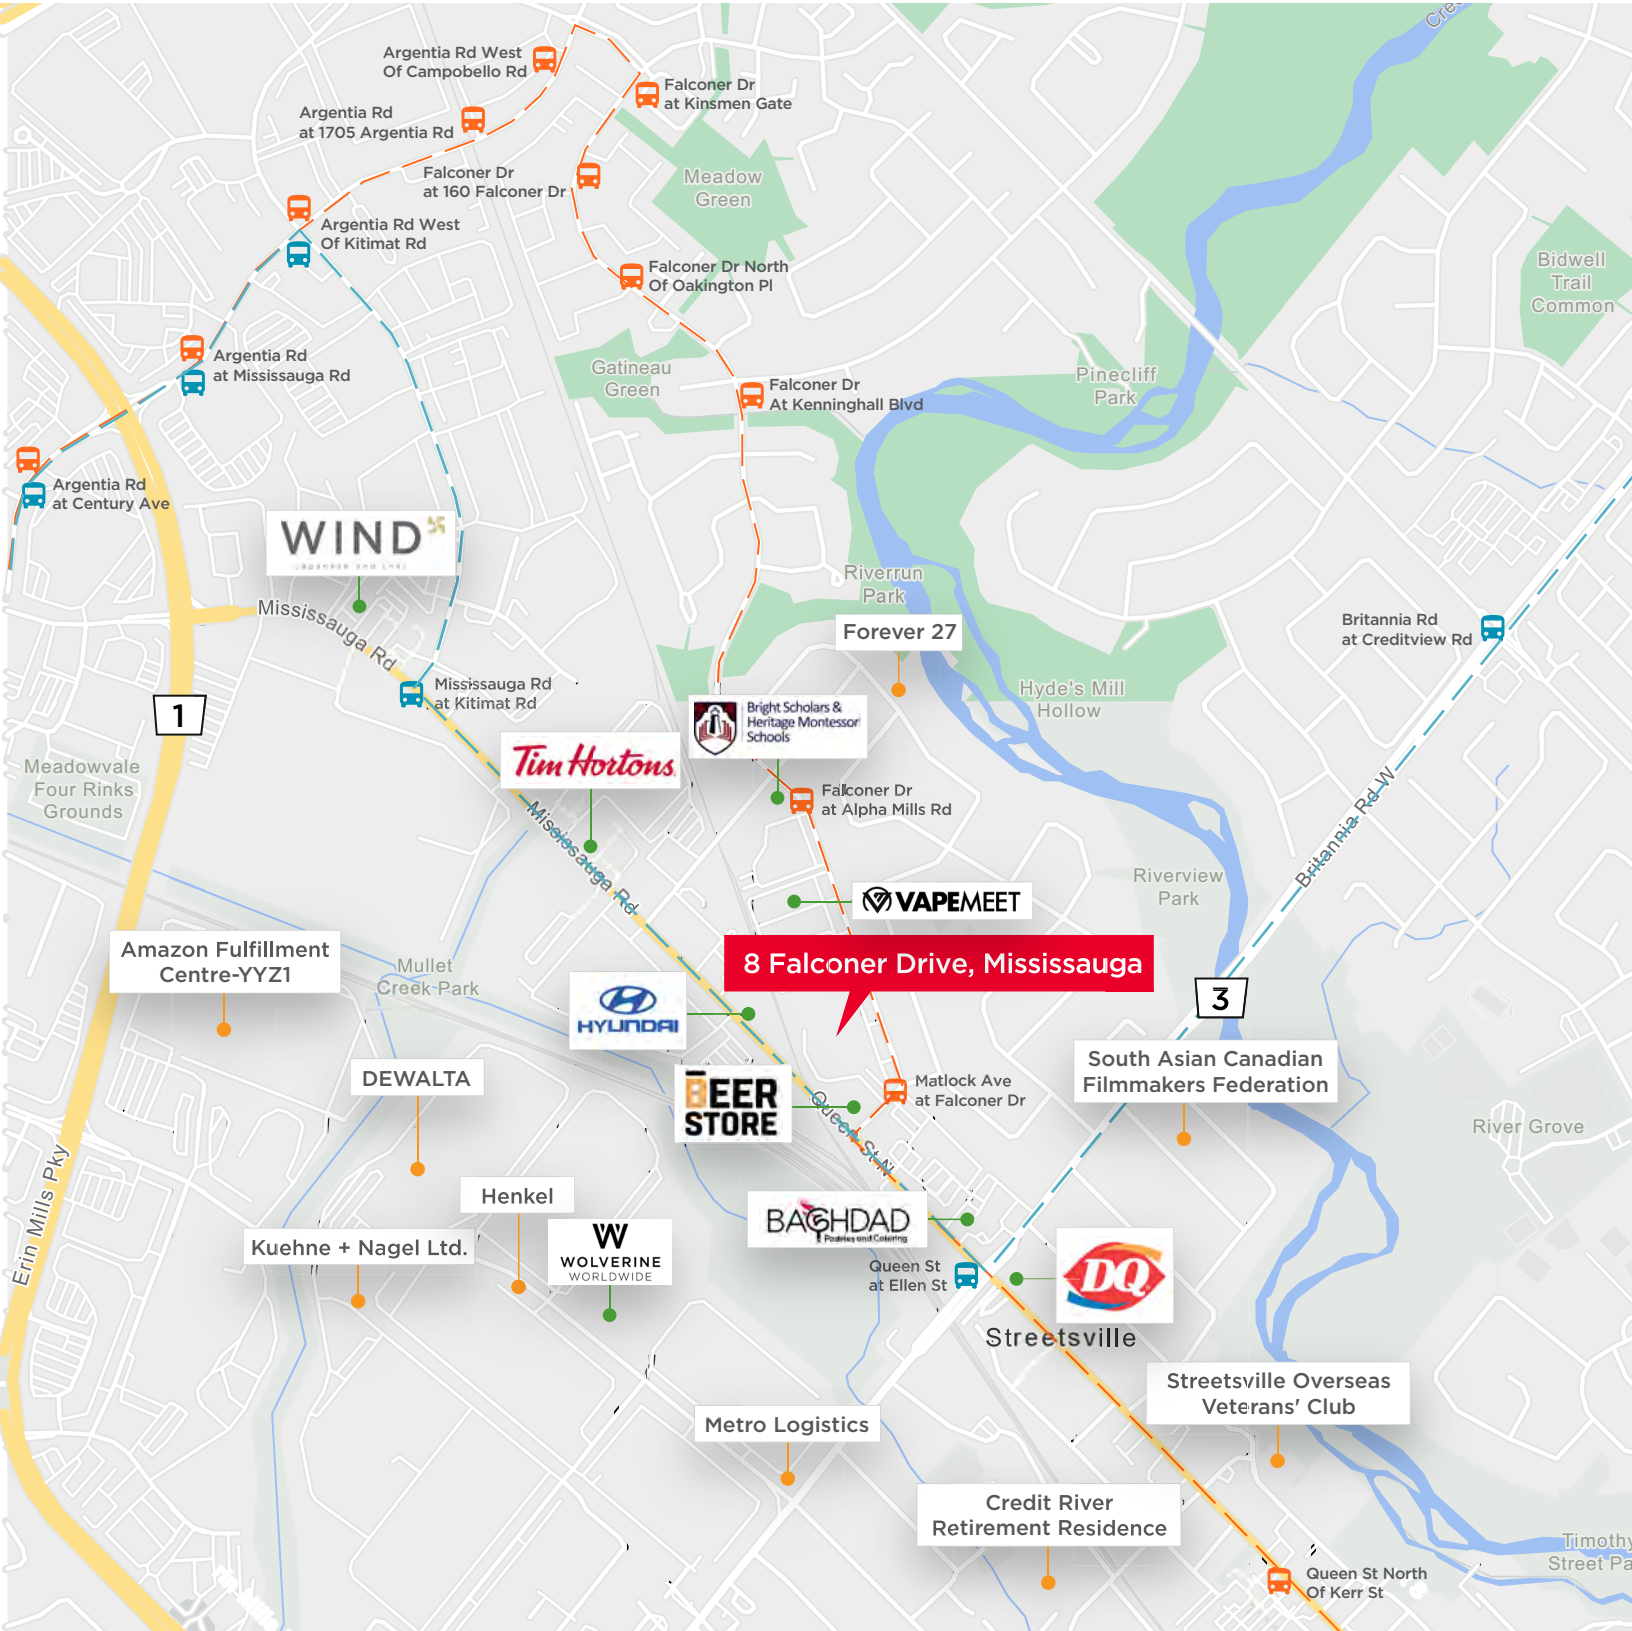 Cre
Argentia Rd West
Of Campobello Rd
Falconer Dr
at Kinsmen Gate
Argentia Rd
at 1705 Argentia Rd
Falconer Dr
at 160 Falconer Dr
Meadow
Green
Argentia Rd West
Of Kitimat Rd
Falconer Dr North
Of Oakington Pl
Bidwell
Trail
Common
Argentia Rd
at Mississauga Rd
Gatineau
Green
Pinecliff
Park
Falconer Dr
At Kenninghall Blvd
Argentia Rd
at Century Ave
WIND
Riverrun
Park
Mississauga Rd
Forever 27
Britannia Rd
at Creditview Rd
Mississauga Rd
at Kitimat Rd
Hyde's Mill
Hollow
1
Bright Scholars &
Heritage Montessori
Schools
Tim Hortons
Meadowvale
Four Rinks
Grounds
Falconer Dr
at Alpha Mills Rd
Mississauga Rd
Britannia Rd W
Riverview
Park
VAPEMEET
Amazon Fulfillment
Centre-YYZ1
Mullet
Creek Park
8 Falconer Drive, Mississauga
3
HYUNDAI
South Asian Canadian
Filmmakers Federation
DEWALTA
BEER
STORE
Matlock Ave
at Falconer Dr
Queen St N
River Grove
Erin Mills Pky
Henkel
Kuehne + Nagel Ltd.
W
WOLVERINE
WORLDWIDE
BAGHDAD
Pastries and Catering
Queen St
at Ellen St
DQ
Streetsville
Streetsville Overseas
Veterans' Club
Metro Logistics
Credit River
Retirement Residence
Timothy
Street Pa
Queen St North
Of Kerr St